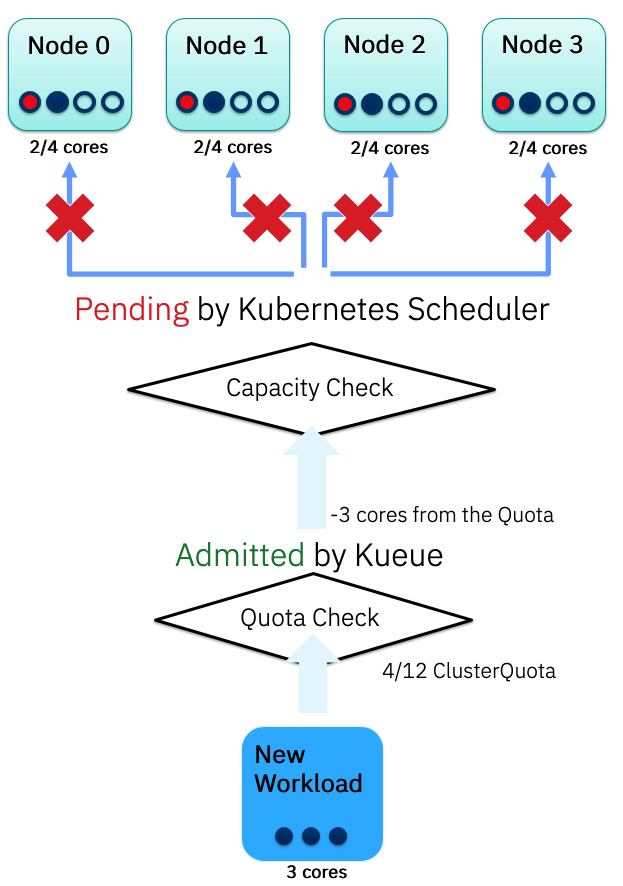 Node 0
Node 1
Node 2
Node 3
2/4 cores
2/4 cores
2/4 cores
2/4 cores
Pending by Kubernetes Scheduler
Capacity Check
-3 cores from the Quota
Admitted by Kueue
Quota Check
4/12 ClusterQuota
New
Workload
3 cores